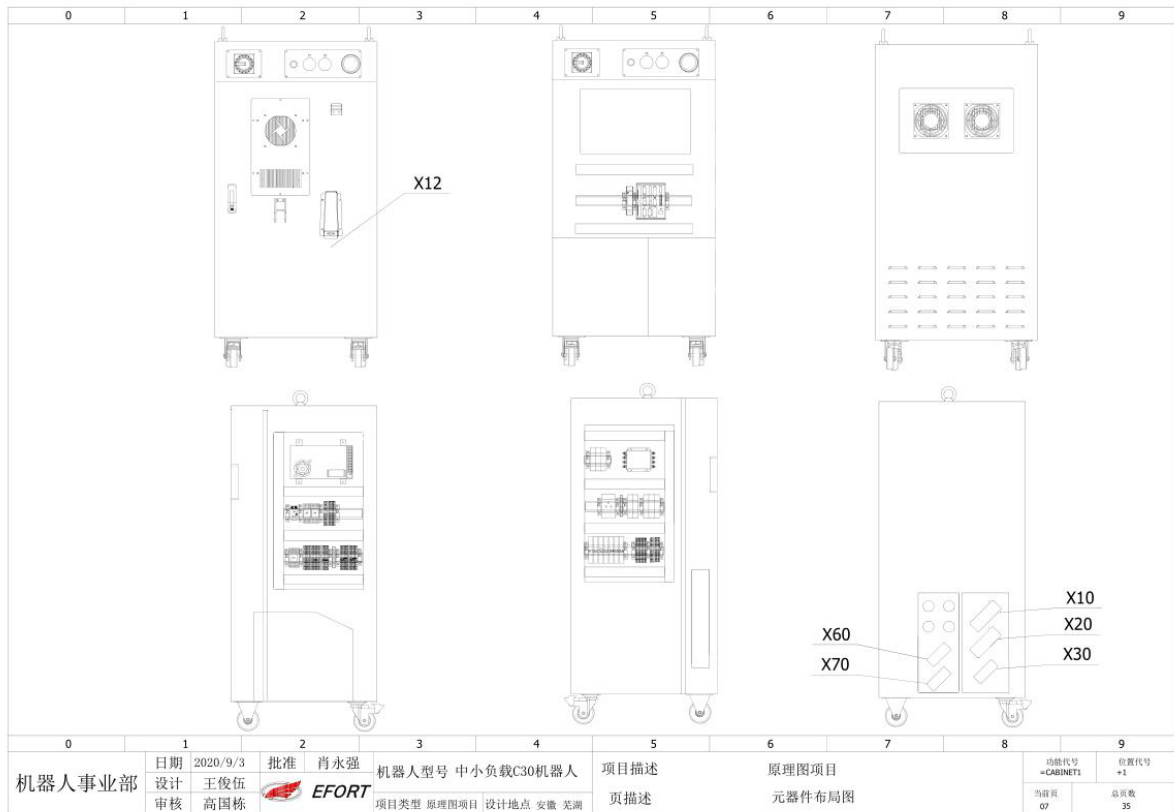 0 1 2 3 4 5 6 7 8 9
X12
X10
X60 X20
X70 X30
0 1 2 3 4 5 6 7 8 9
机器人事业部
日期 2020/9/3 批准 肖永强
设计 王俊伍
审核 高国栋
EFORT
机器人型号 中小负载C30机器人
项目类型 原理图项目 设计地点 安徽 芜湖
项目描述 原理图项目
页描述 元器件布局图
功能代号 位置代号
=CABINET1 +1
当前页 总页数
07 35